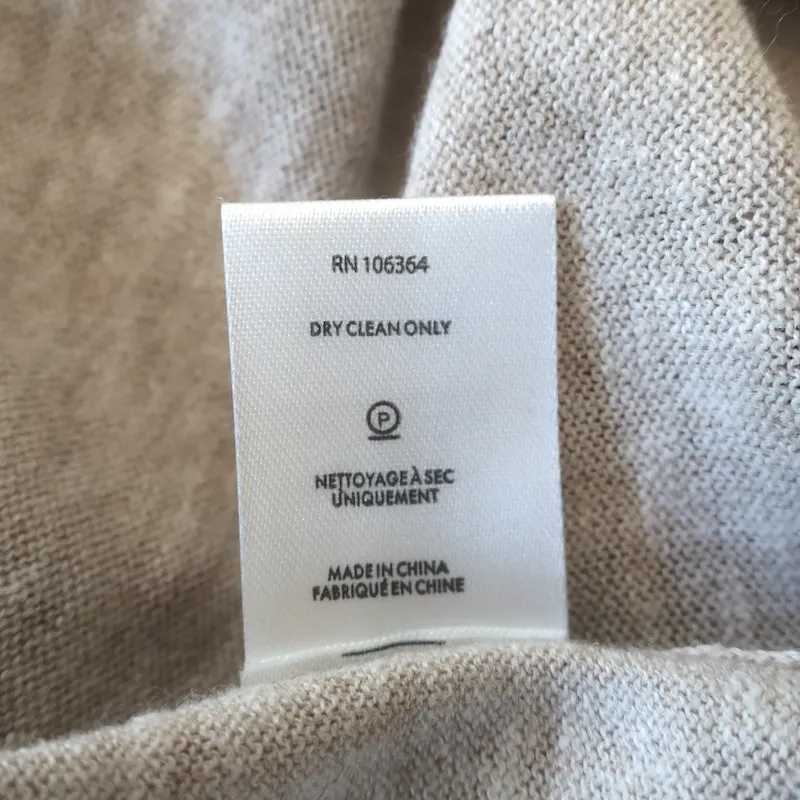 RN 106364
DRY CLEAN ONLY
P
NETTOYAGE À SEC
UNIQUEMENT
MADE IN CHINA
FABRIQUÉ EN CHINE